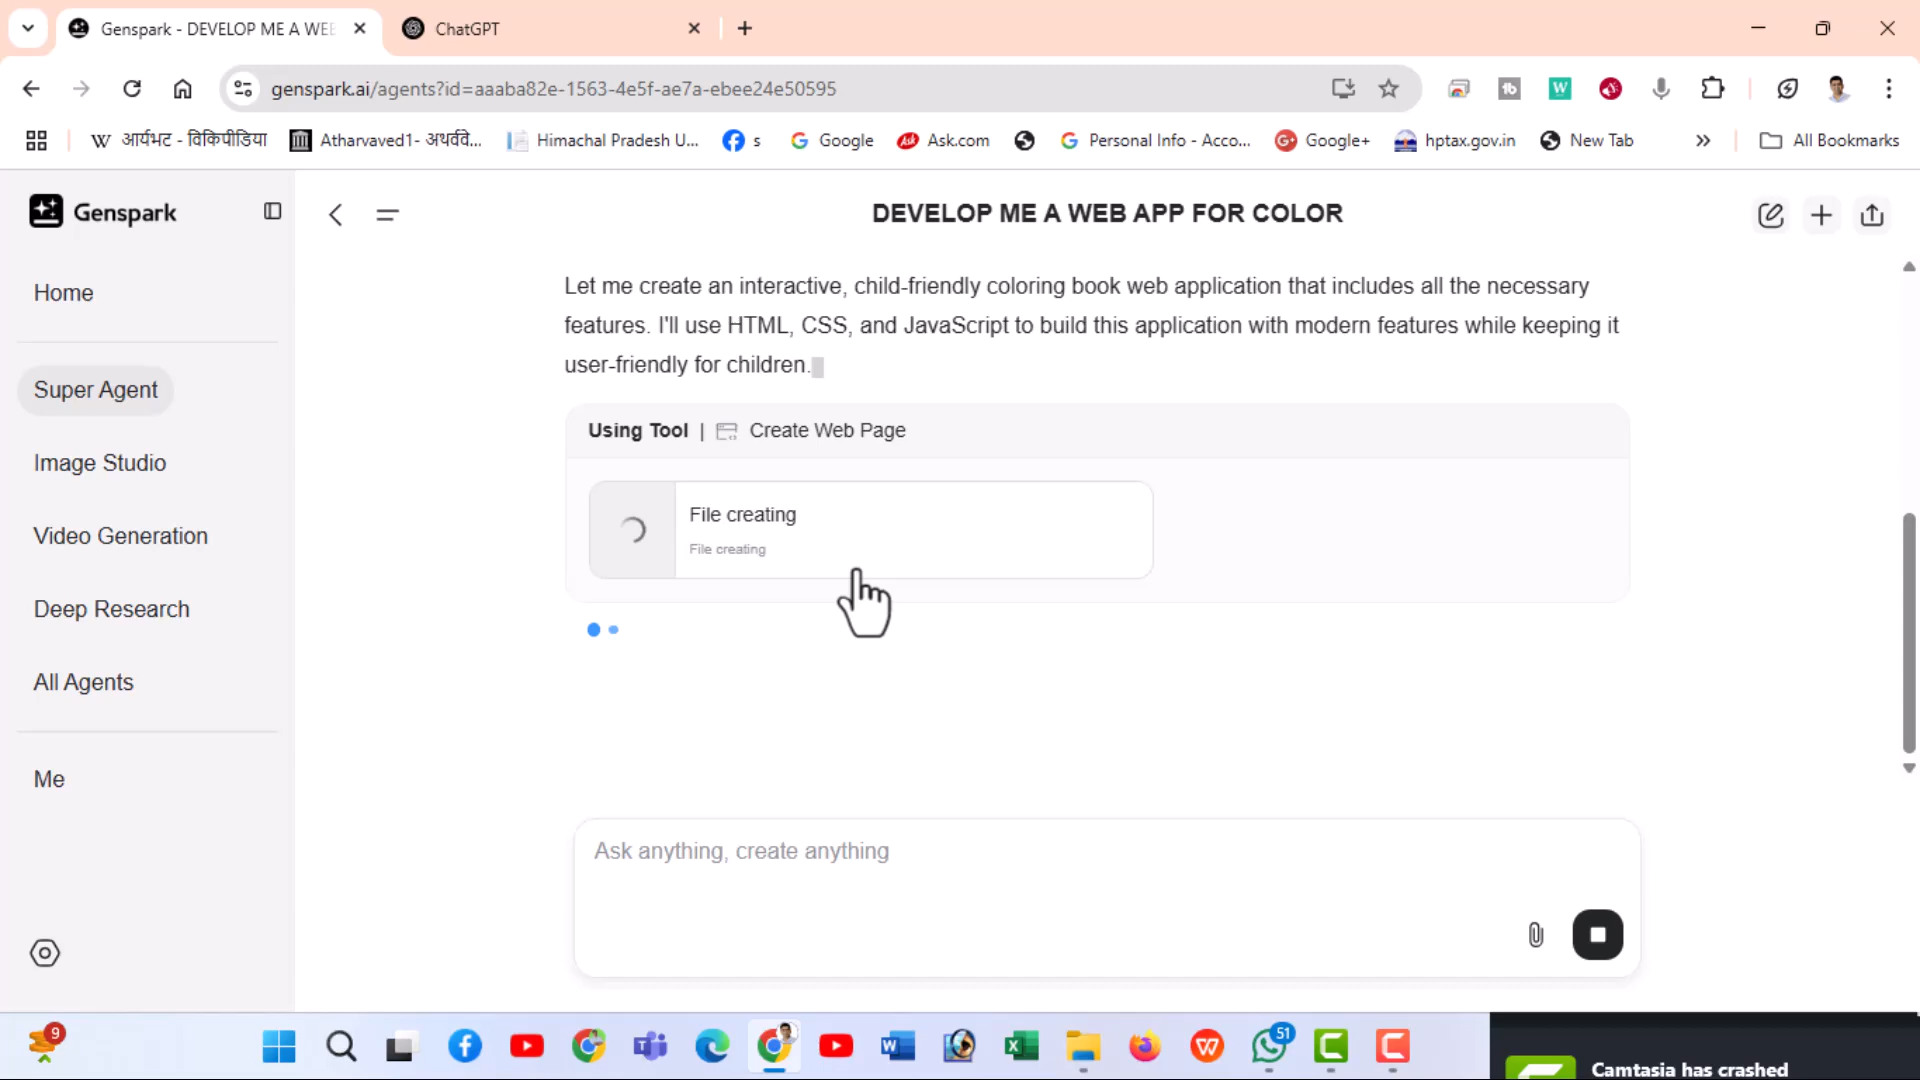 Genspark - DEVELOP ME A WEB
ChatGPT
genspark.ai/agents?id=aaaba82e-1563-4e5f-ae7a-ebee24e50595
आर्यभट - विकिपीडिया
Atharvaved1- अथर्ववे...
Himachal Pradesh U...
s
Google
Ask.com
Personal Info - Acco...
Google+
hptax.gov.in
New Tab
All Bookmarks
Genspark
DEVELOP ME A WEB APP FOR COLOR
Home
Super Agent
Image Studio
Video Generation
Deep Research
All Agents
Me
Let me create an interactive, child-friendly coloring book web application that includes all the necessary
features. I'll use HTML, CSS, and JavaScript to build this application with modern features while keeping it
user-friendly for children.
Using Tool | Create Web Page
File creating
File creating
Ask anything, create anything
9
51
Camtasia has crashed